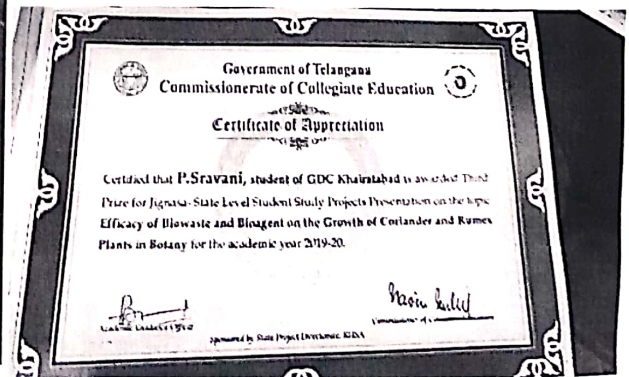 Government of Telangana
Commissionerate of Collegiate Education
Certificate of Appreciation
Certified that P.Sravani, student of GDC Khairatabad is awarded Third
Prize for Jignasa- State Level Student Study Projects Presentation on the topic
Efficacy of Biowaste and Bioagent on the Growth of Coriander and Rumex
Plants in Botany for the academic year 2019-20.
Sponsored by State Project Directorate, RUSA